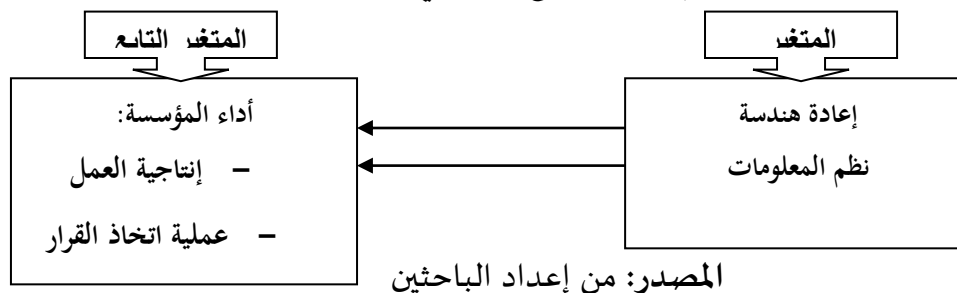 المتغير
المتغير التابع
إعادة هندسة
نظم المعلومات
أداء المؤسسة:
– إنتاجية العمل
– عملية اتخاذ القرار
المصدر: من إعداد الباحثين